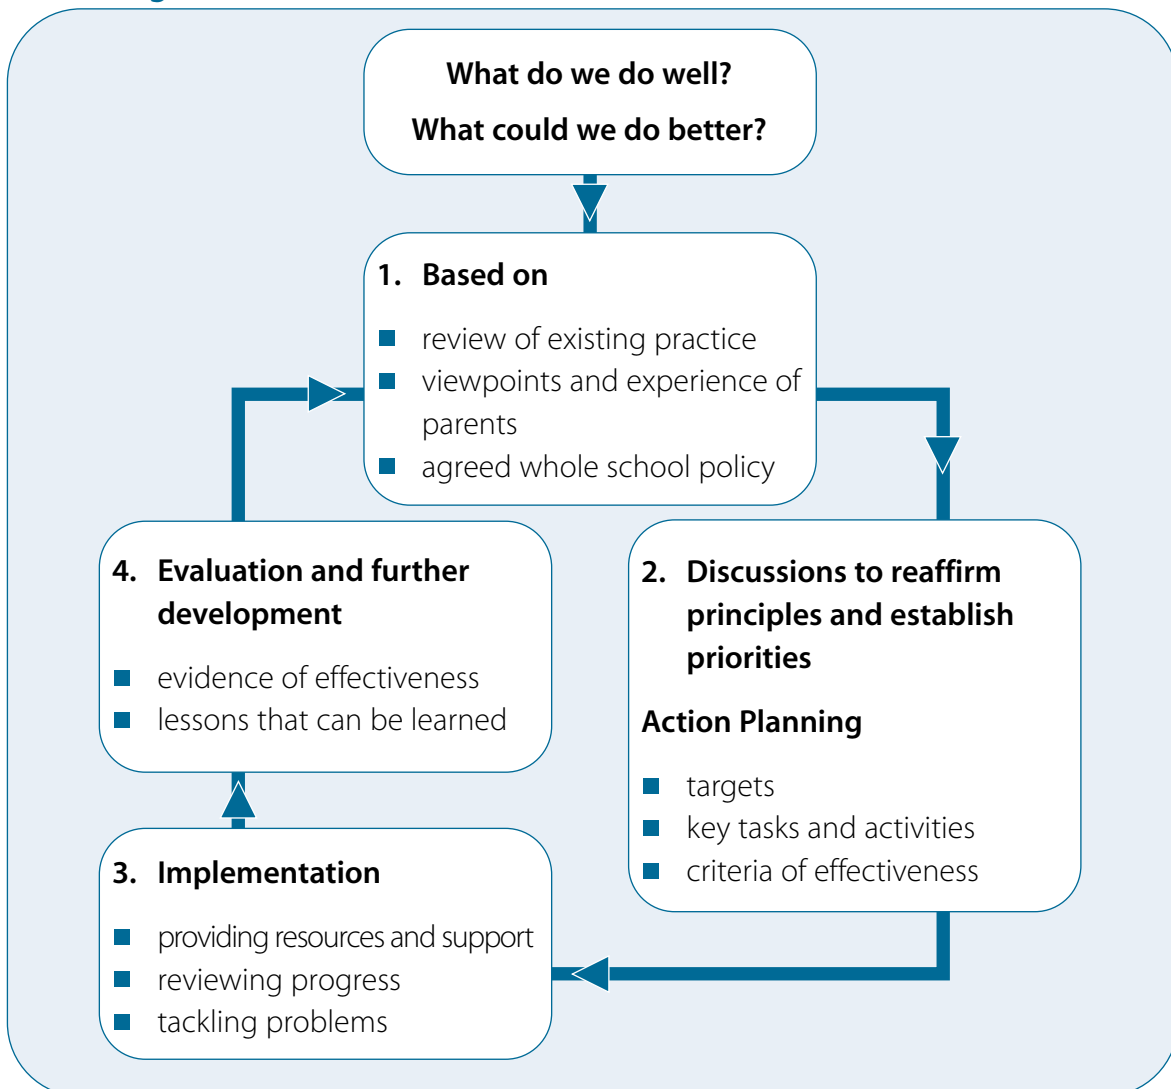 What do we do well?
What could we do better?
1. Based on
■ review of existing practice
■ viewpoints and experience of
parents
■ agreed whole school policy
2. Discussions to reaffirm
principles and establish
priorities
Action Planning
■ targets
■ key tasks and activities
■ criteria of effectiveness
3. Implementation
■ providing resources and support
■ reviewing progress
■ tackling problems
4. Evaluation and further
development
■ evidence of effectiveness
■ lessons that can be learned